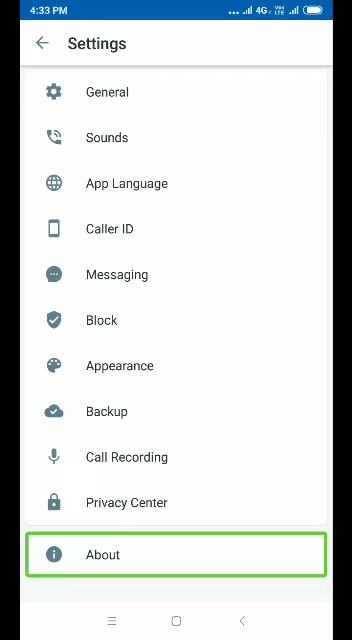 4:33 PM
4G
VoLTE
Settings
General
Sounds
App Language
Caller ID
Messaging
Block
Appearance
Backup
Call Recording
Privacy Center
About